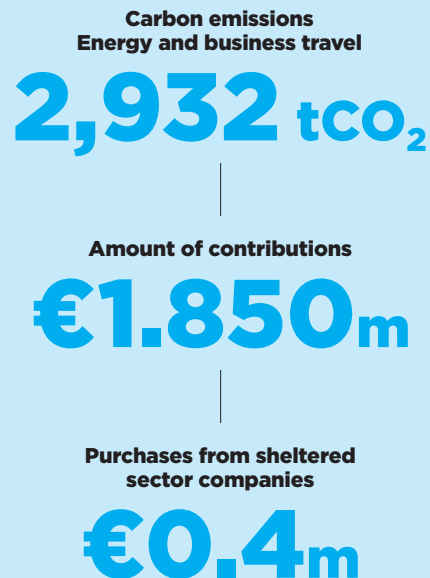 Carbon emissions
Energy and business travel
2,932 tCO₂
Amount of contributions
€1.850m
Purchases from sheltered
sector companies
€0.4m